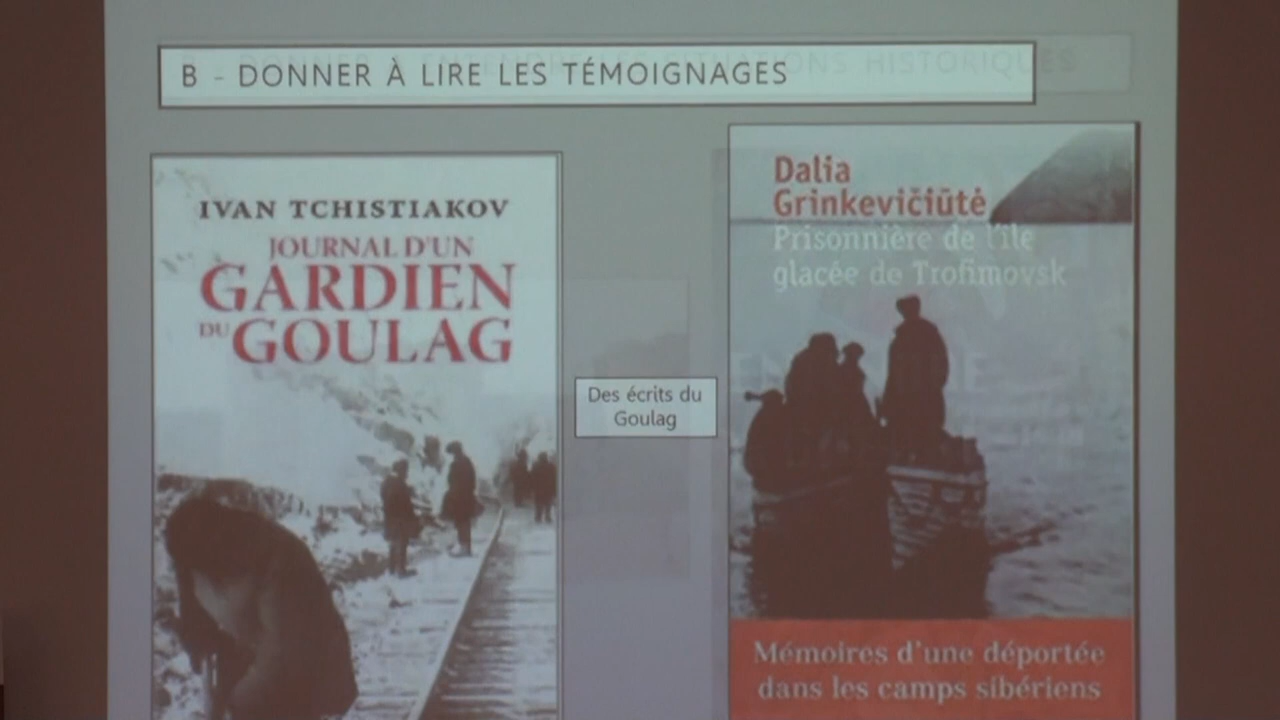 B - DONNER À LIRE LES TÉMOIGNAGES
IVAN TCHISTIAKOV
JOURNAL D'UN
GARDIEN
DU GOULAG
Des écrits du
Goulag
Dalia
Grinkevičiūtė
Prisonnière de l'île
glacée de Trofimovsk
Mémoires d'une déportée
dans les camps sibériens